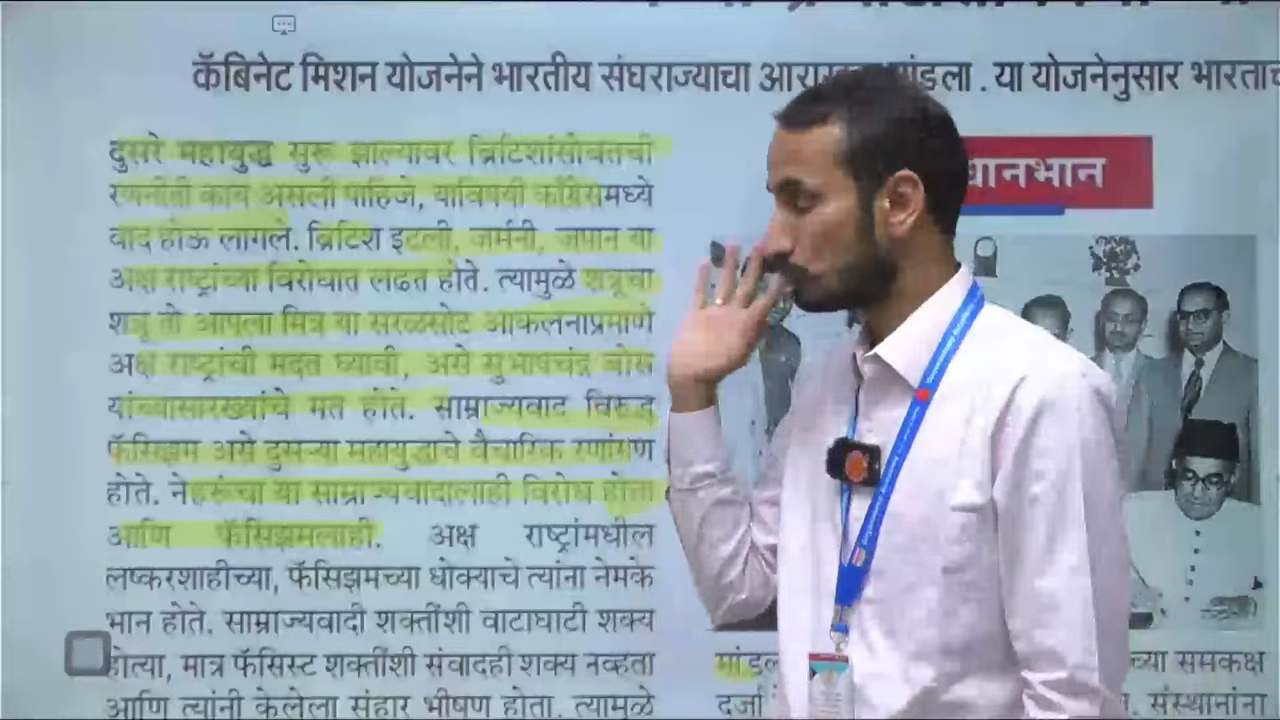 कॅबिनेट मिशन योजनेने भारतीय संघराज्याचा मांडला . या योजनेनुसार
दुसरे महायुद्ध सुरू झाल्यावर ब्रिटिशांसोबतची
रणनीती काय असली पाहिजे, याविषयी काँग्रेसमध्ये
वाद होऊ लागले. ब्रिटिश इटली, जर्मनी, जपान या
अक्ष राष्ट्रांच्या विरोधात लढत होते. त्यामुळे शत्रूचा
शत्रू तो आपला मित्र या सरळसोट आकलनाप्रमाणे
अक्ष राष्ट्रांची मदत घ्यावी, असे सुभाषचंद्र बोस
यांच्यासारख्यांचे मत होते. साम्राज्यवाद विरुद्ध
फॅसिझम असे दुसऱ्या महायुद्धाचे वैचारिक रणांगण
होते. नेहरूंचा या साम्राज्यवादालाही विरोध होता
आणि फॅसिझमलाही. अक्ष राष्ट्रांमधील
लष्करशाहीच्या, फॅसिझमच्या धोक्याचे त्यांना नेमके
भान होते. साम्राज्यवादी शक्तींशी वाटाघाटी शक्य
होत्या, मात्र फॅसिस्ट शक्तींशी संवादही शक्य नव्हता
आणि त्यांनी केलेला संहार भीषण होता. त्यामुळे
धानभान
च्या समकक्ष
दर्जा . संस्थानांना